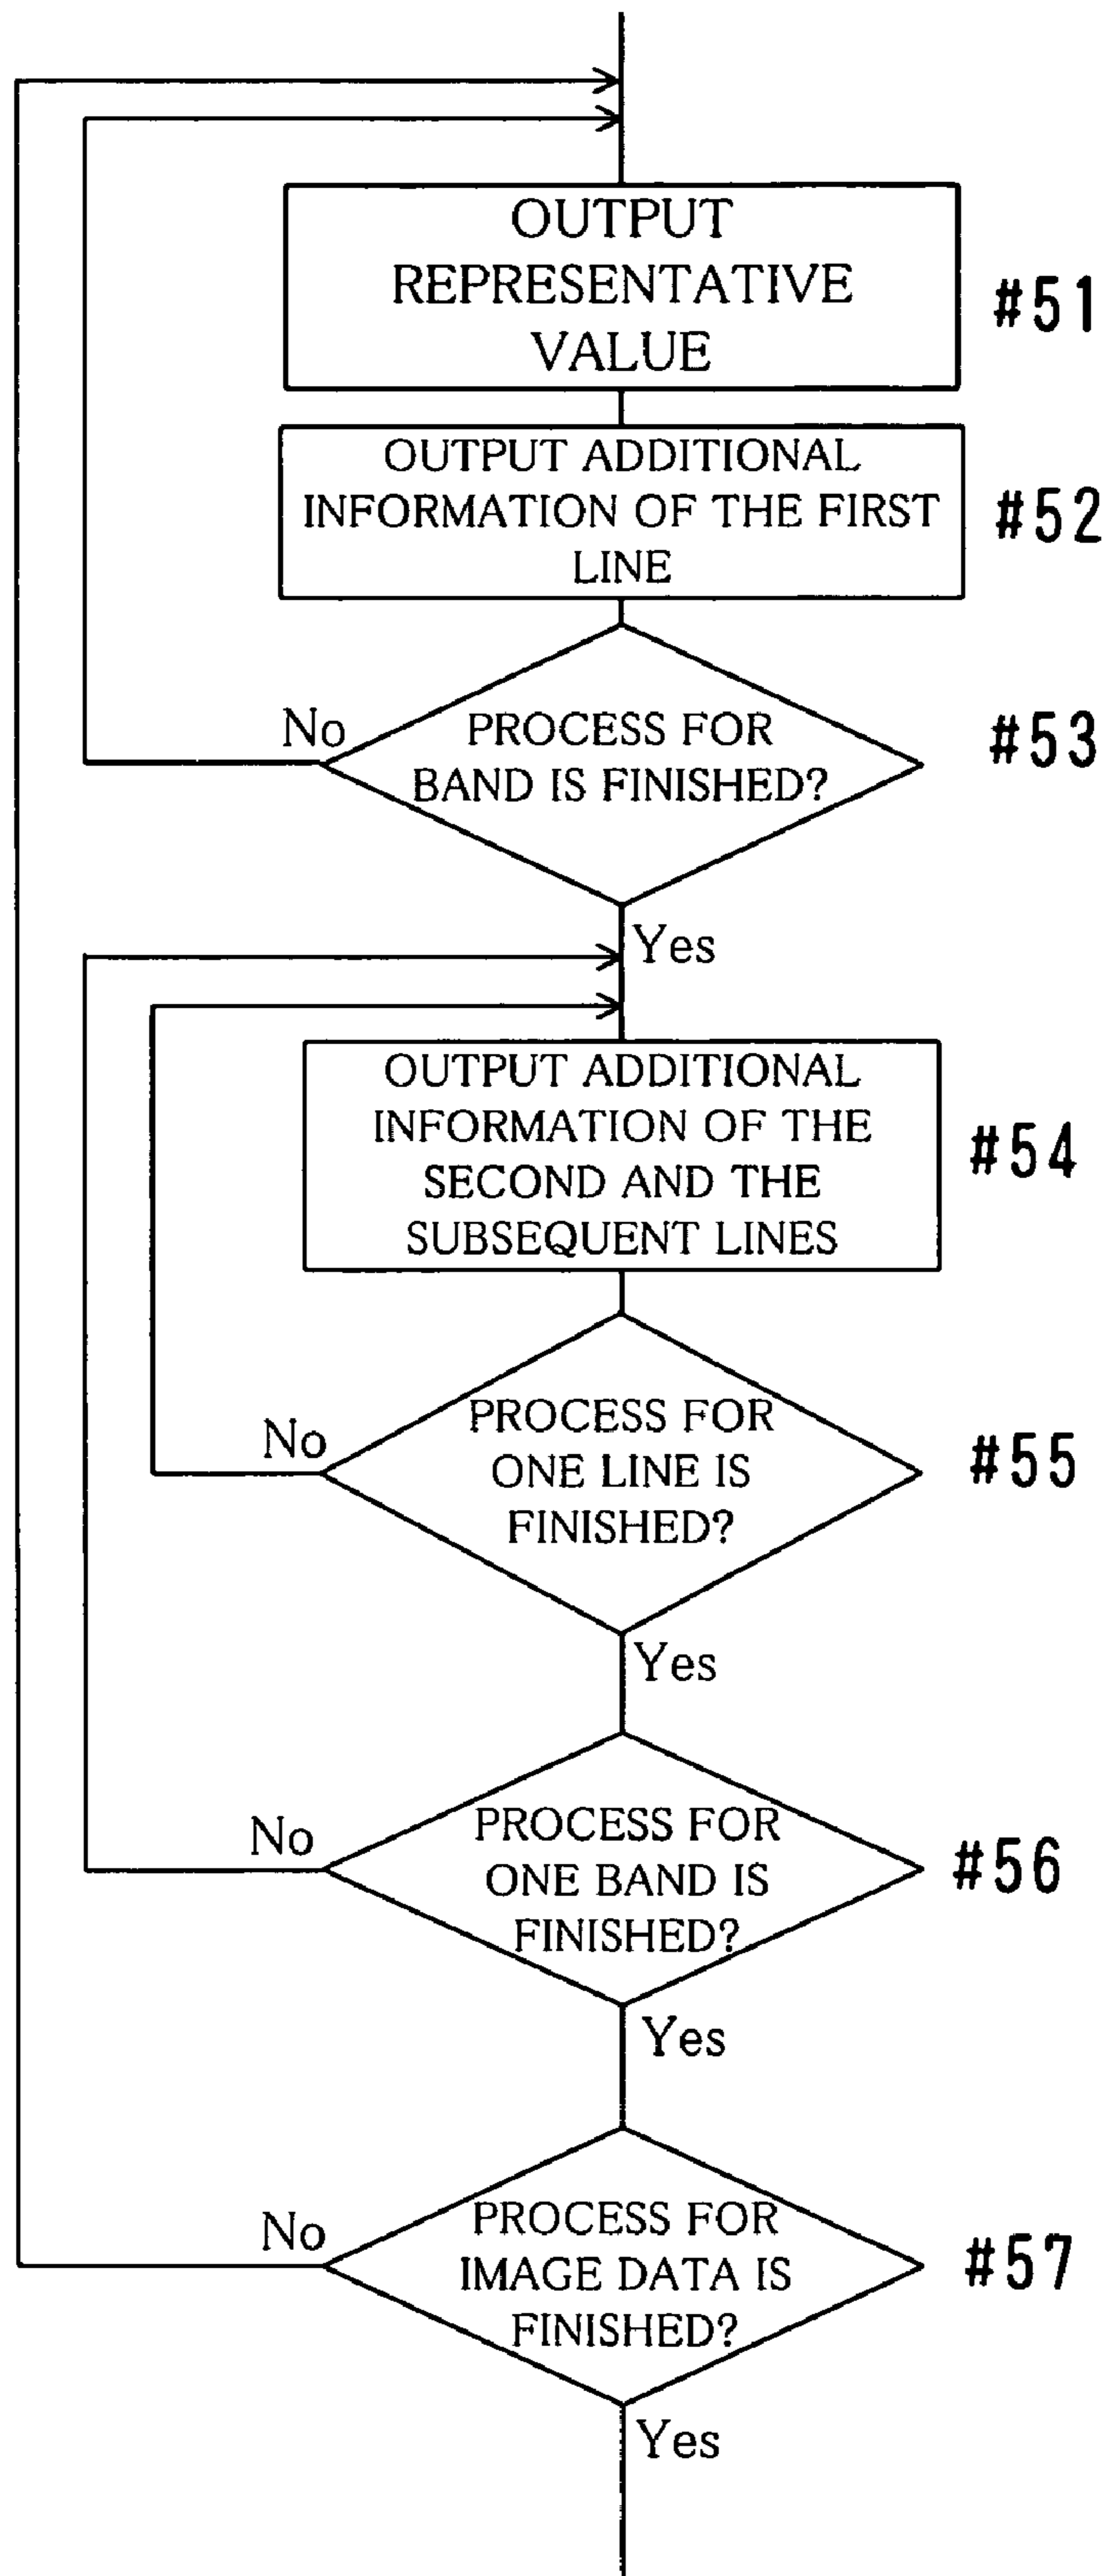 OUTPUT
REPRESENTATIVE
VALUE
#51
OUTPUT ADDITIONAL
INFORMATION OF THE FIRST
LINE
#52
No
PROCESS FOR
BAND IS FINISHED?
#53
Yes
OUTPUT ADDITIONAL
INFORMATION OF THE
SECOND AND THE
SUBSEQUENT LINES
#54
No
PROCESS FOR
ONE LINE IS
FINISHED?
#55
Yes
No
PROCESS FOR
ONE BAND IS
FINISHED?
#56
Yes
No
PROCESS FOR
IMAGE DATA IS
FINISHED?
#57
Yes